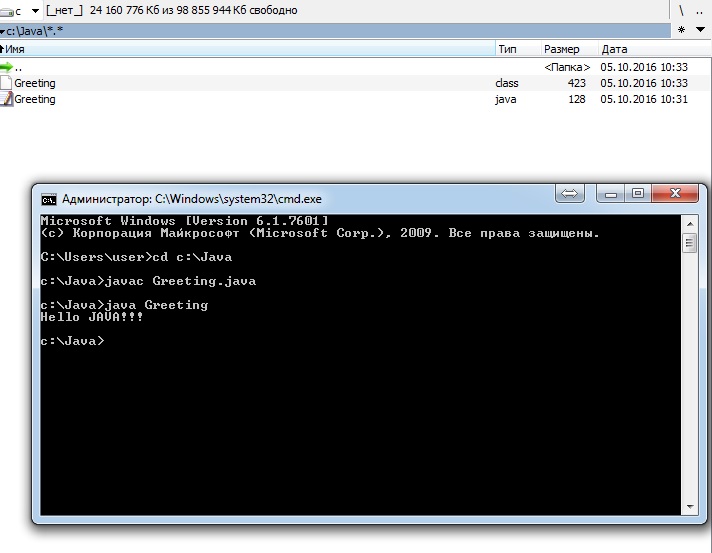 c [_нет_] 24 160 776 Кб из 98 855 944 Кб свободно \ ..
c:\Java\*.* * 
Имя Тип Размер Дата
.. <Папка> 05.10.2016 10:33
Greeting class 423 05.10.2016 10:33
Greeting java 128 05.10.2016 10:31
Администратор: C:\Windows\system32\cmd.exe
Microsoft Windows [Version 6.1.7601]
(c) Корпорация Майкрософт (Microsoft Corp.), 2009. Все права защищены.
C:\Users\user>cd c:\Java
c:\Java>javac Greeting.java
c:\Java>java Greeting
Hello JAVA!!!
c:\Java>